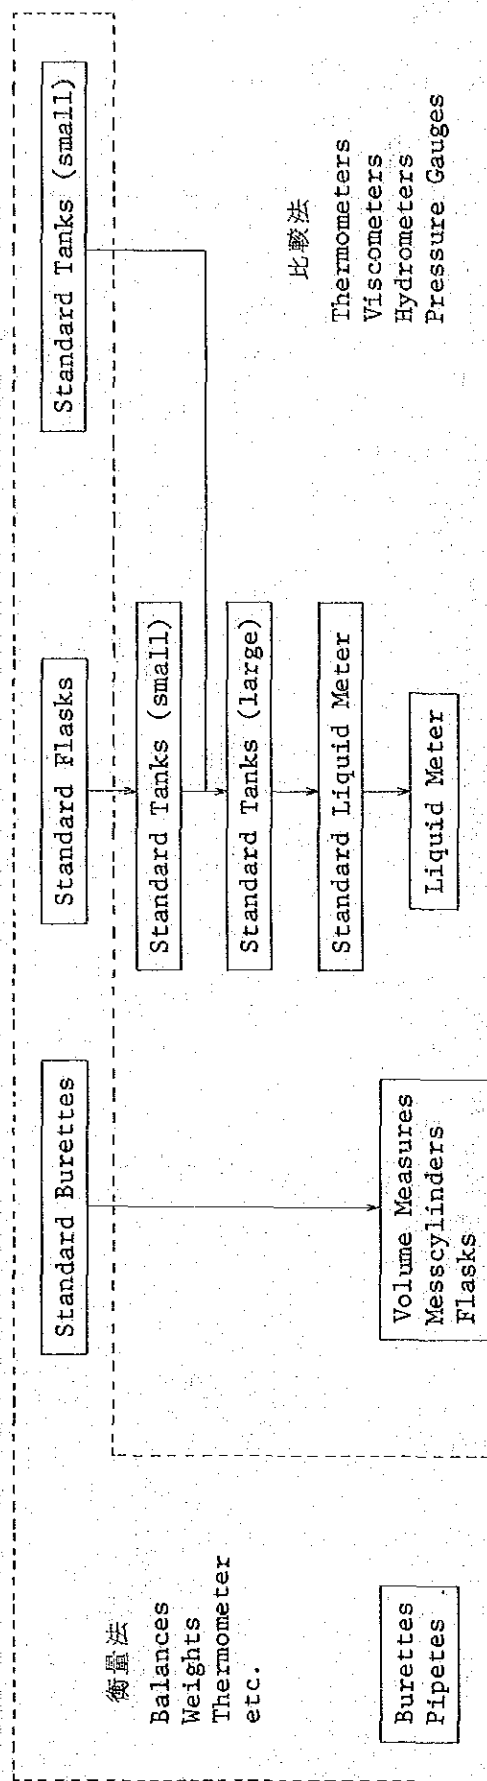 Standard Burettes
Standard Flasks
Standard Tanks (small)
衡量法
Balances
Weights
Thermometer
etc.
Standard Tanks (small)
Standard Tanks (large)
Standard Liquid Meter
Liquid Meter
比較法
Thermometers
Viscometers
Hydrometers
Pressure Gauges
Burettes
Pipetes
Volume Measures
Messcylinders
Flasks